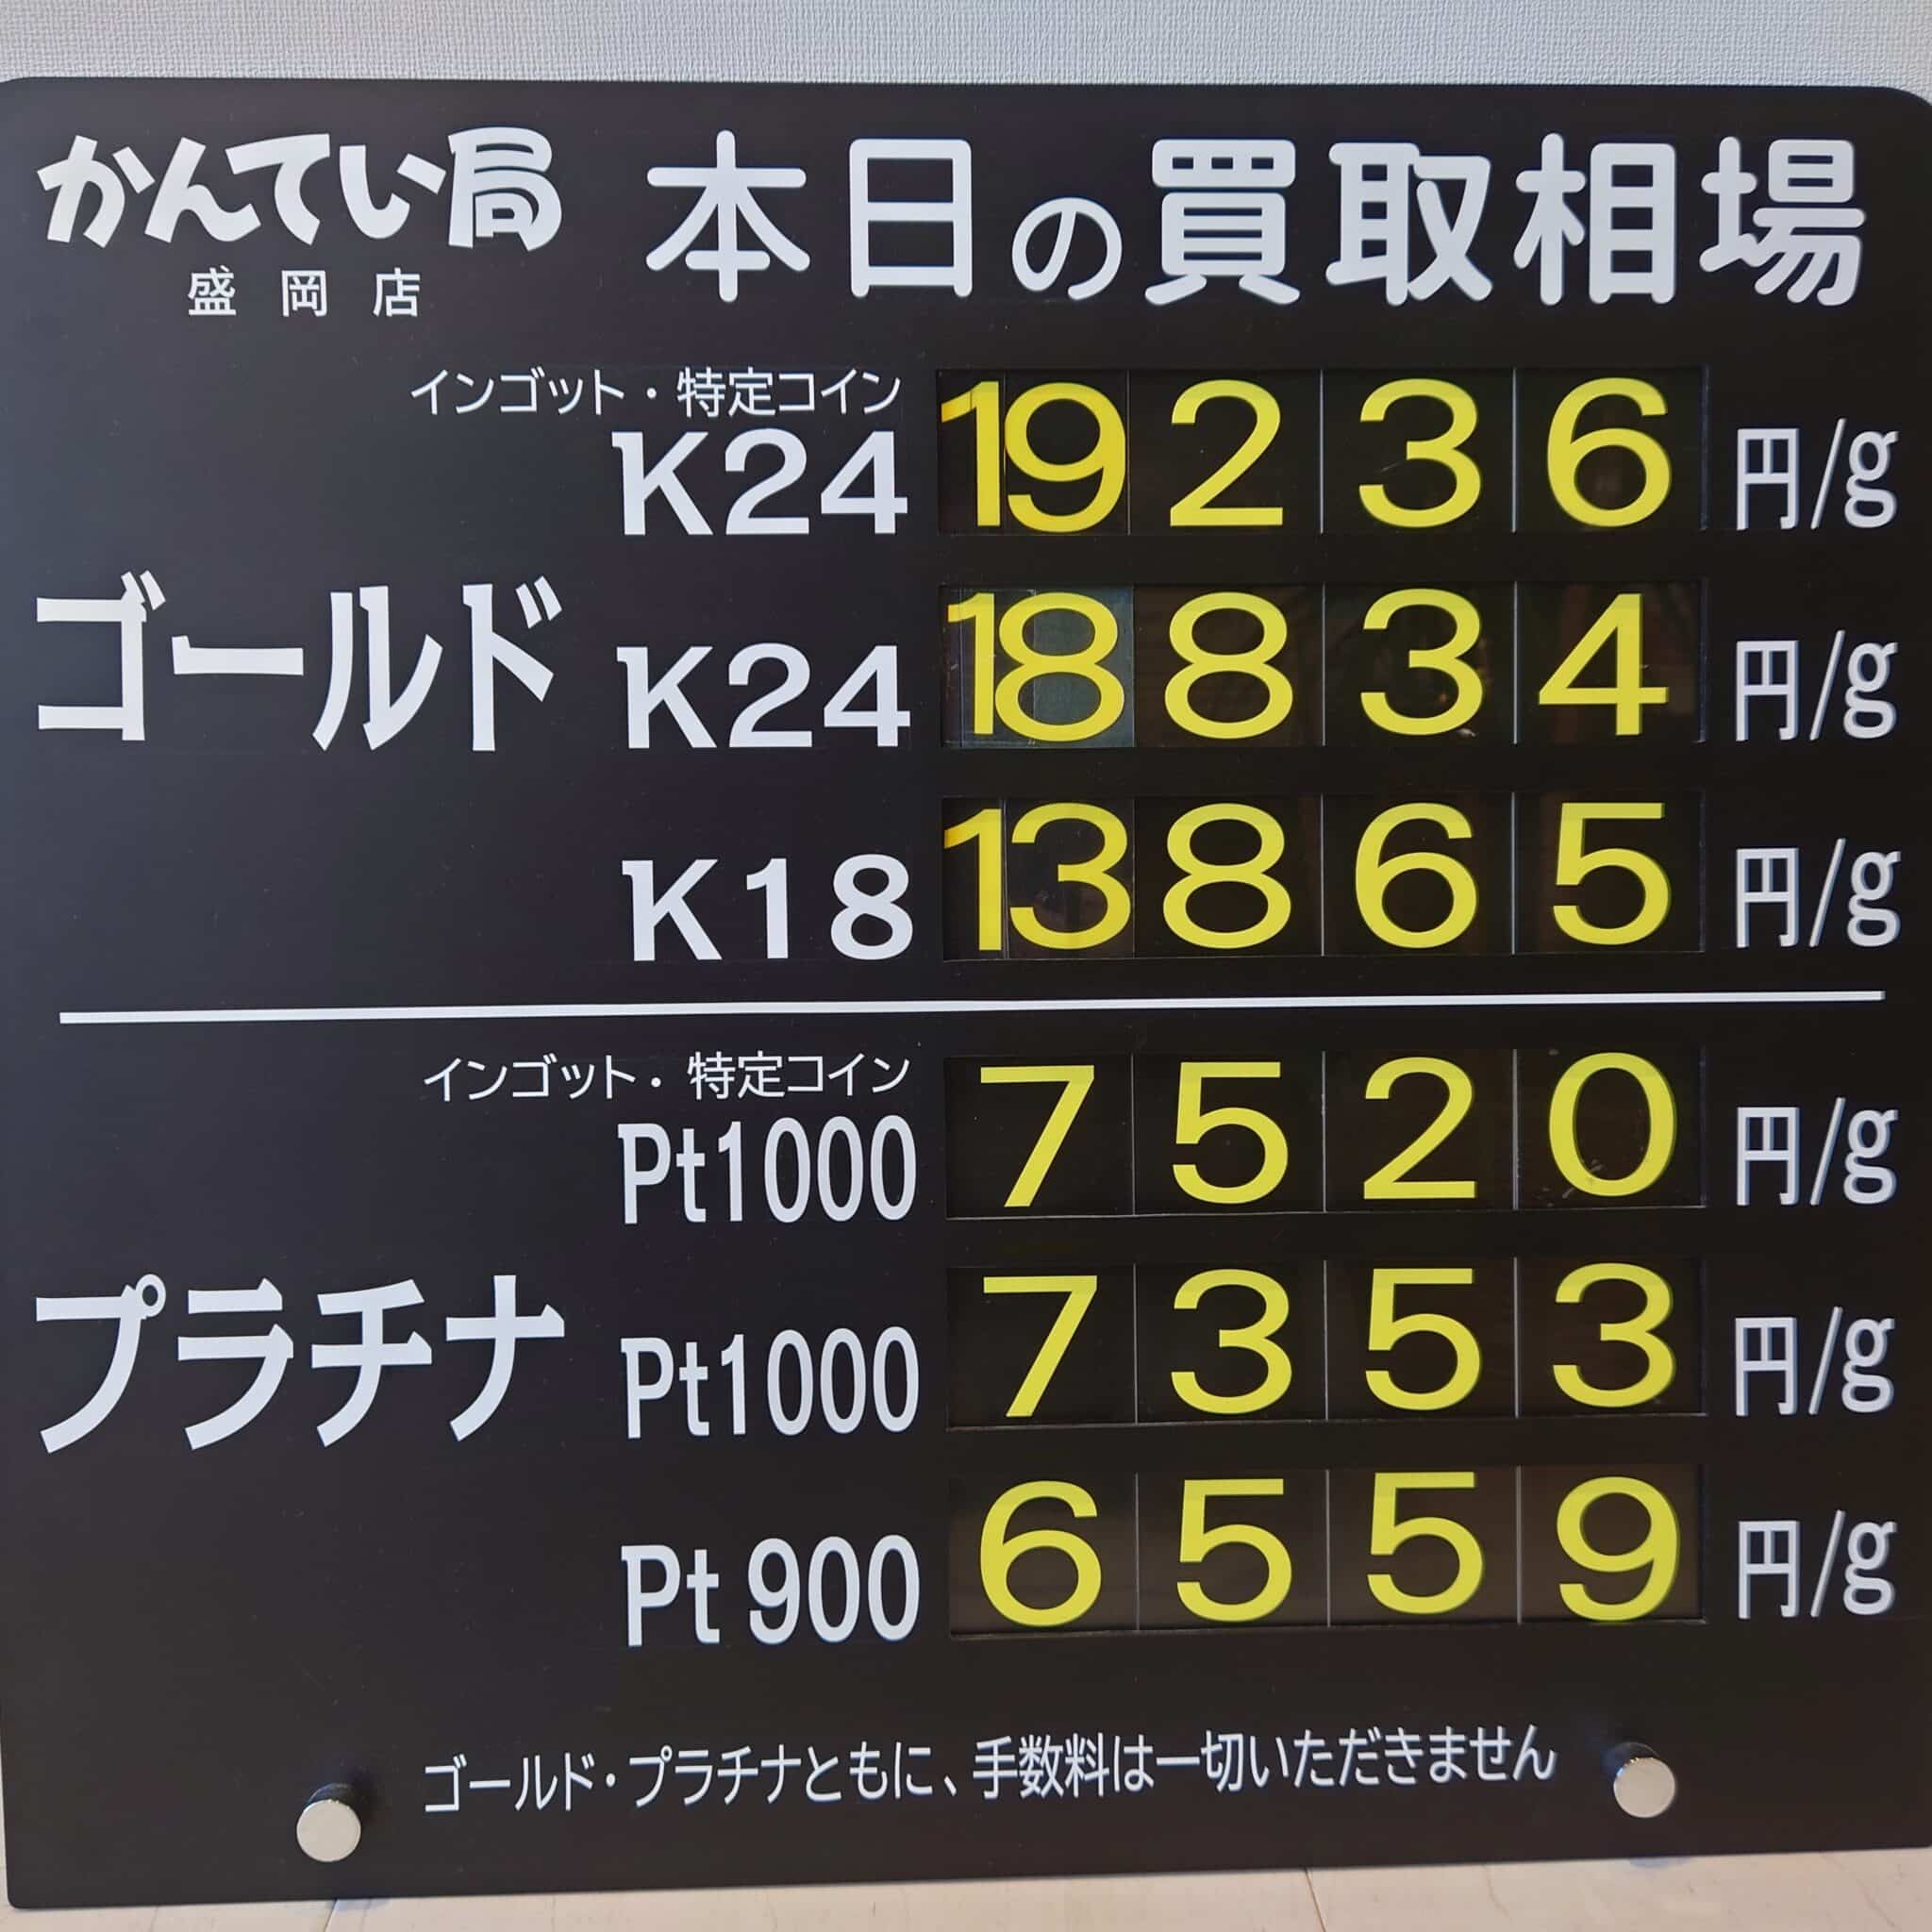 かんてい局 本日の買取相場
盛岡店
インゴット・特定コイン
K24 19236 円/g
ゴールド K24 18834 円/g
K18 13865 円/g
インゴット・特定コイン
Pt1000 7520 円/g
プラチナ Pt1000 7353 円/g
Pt900 6559 円/g
ゴールド・プラチナともに、手数料は一切いただきません